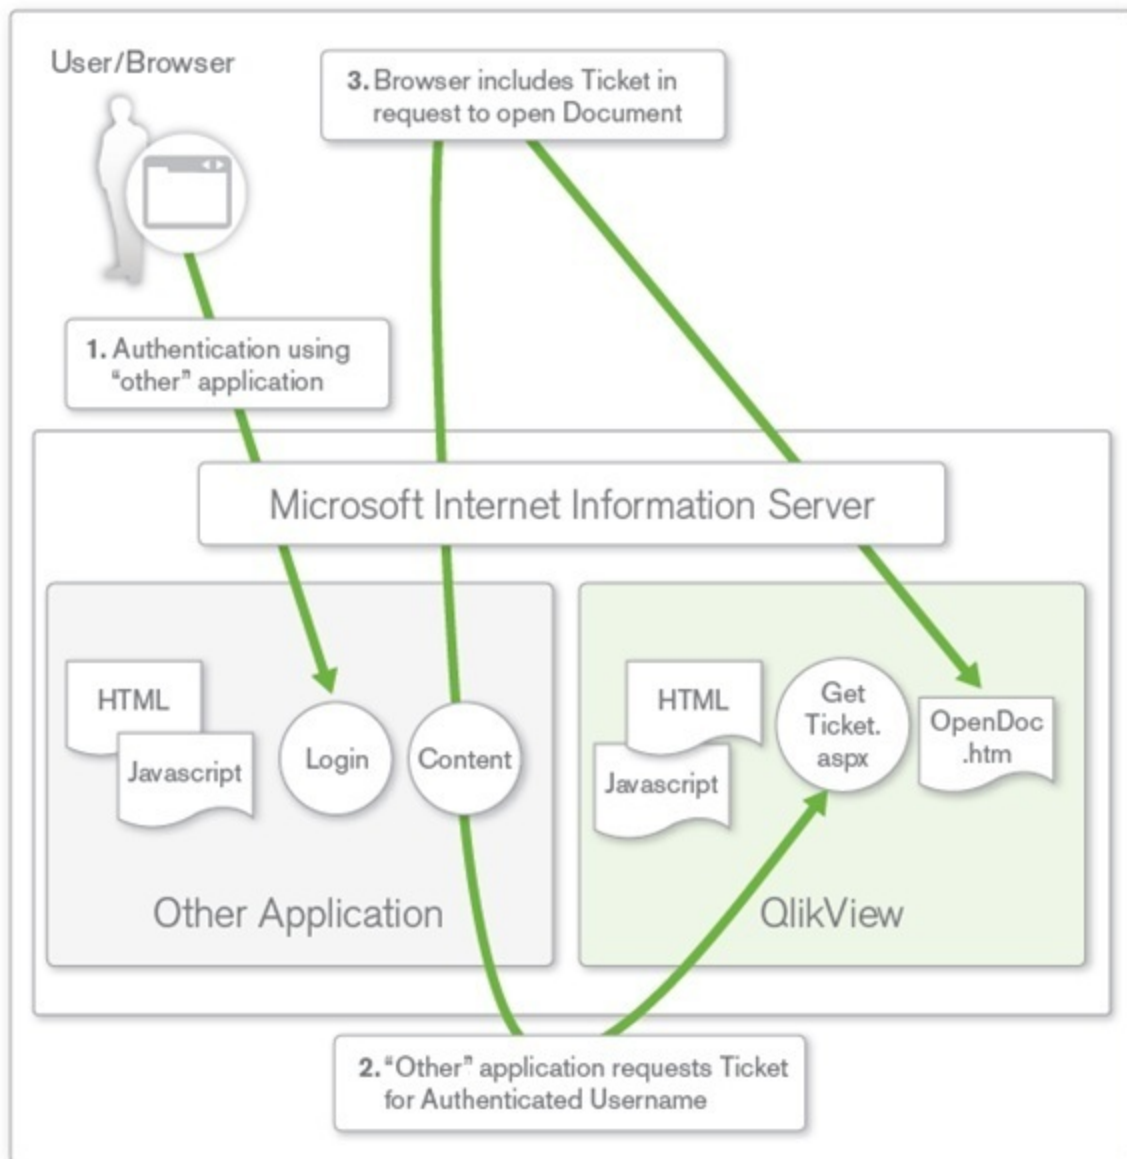 User/Browser
3. Browser includes Ticket in
request to open Document
1. Authentication using
“other” application
Microsoft Internet Information Server
HTML
Javascript
Login
Content
Other Application
HTML
Javascript
Get
Ticket.
aspx
OpenDoc
.htm
QlikView
2. “Other” application requests Ticket
for Authenticated Username